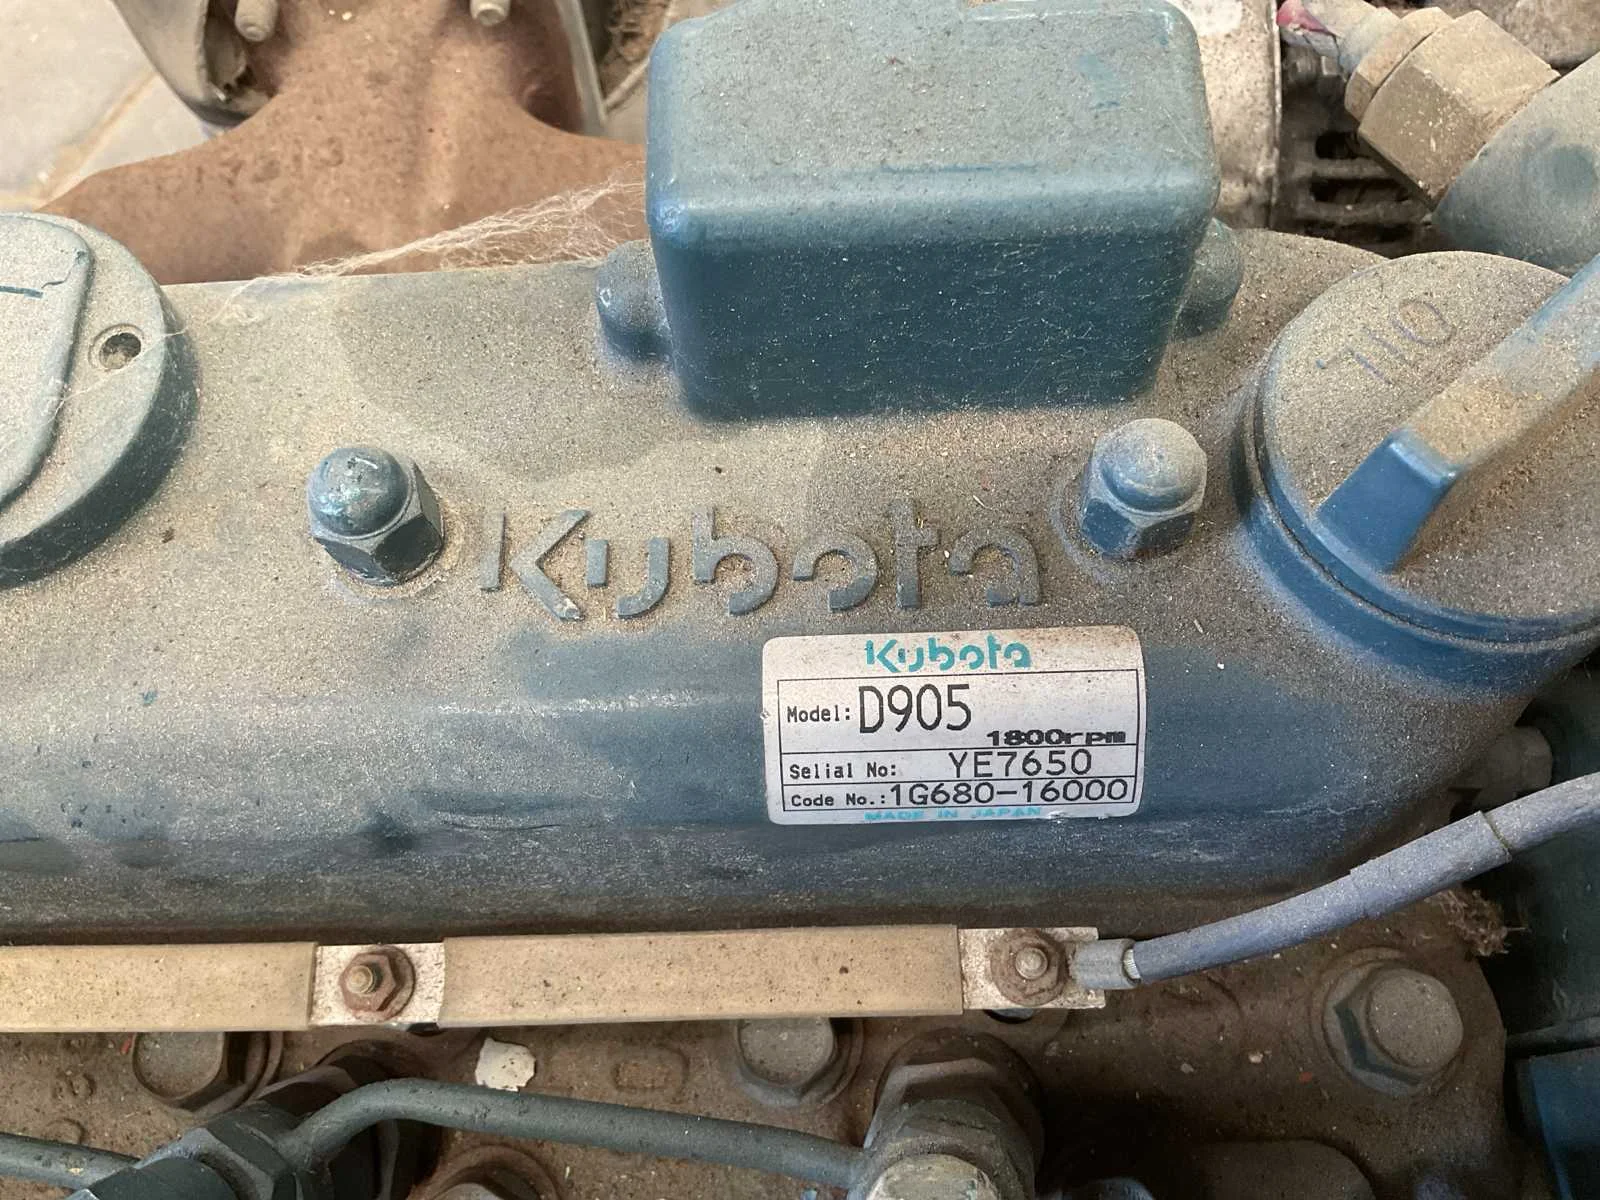 OIL
Kubota
Kubota
Model: D905
1800rpm
Selial No: YE7650
Code No.: 1G680-16000
MADE IN JAPAN